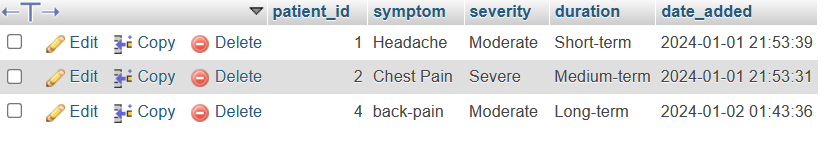 patient_id symptom severity duration date_added
Edit Copy Delete 1 Headache Moderate Short-term 2024-01-01 21:53:39
Edit Copy Delete 2 Chest Pain Severe Medium-term 2024-01-01 21:53:31
Edit Copy Delete 4 back-pain Moderate Long-term 2024-01-02 01:43:36